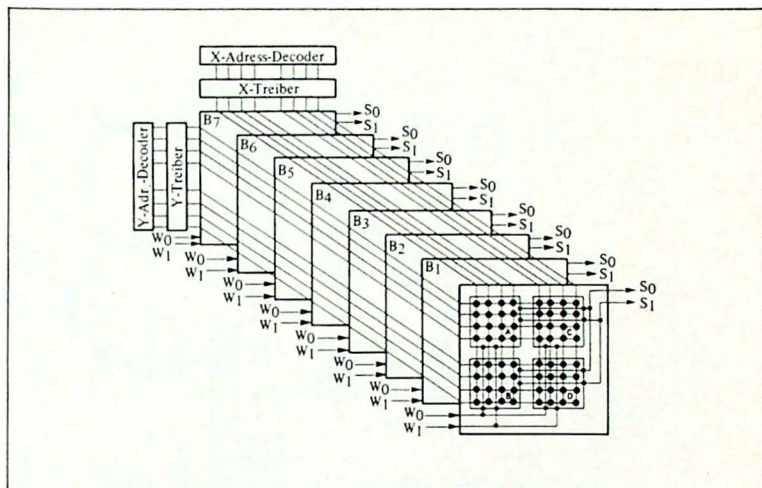 X-Adress-Decoder
X-Treiber
Y-Adr.-Decoder
Y-Treiber
B7
S0
S1
B6
S0
S1
B5
S0
S1
B4
S0
S1
B3
S0
S1
B2
S0
S1
B1
S0
S1
S0
S1
W0
W1
W0
W1
W0
W1
W0
W1
W0
W1
W0
W1
W0
W1
W0
W1
A
C
B
D